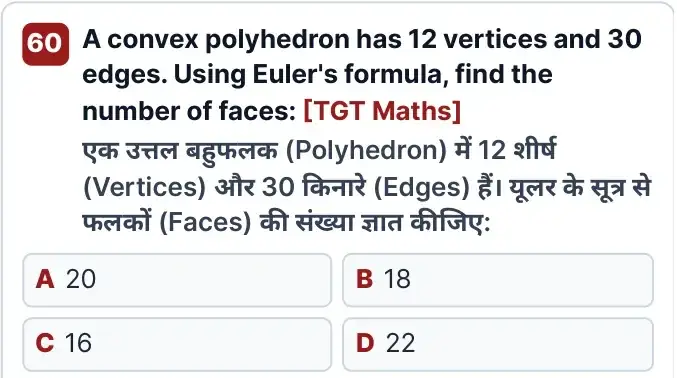 60 A convex polyhedron has 12 vertices and 30
edges. Using Euler's formula, find the
number of faces: [TGT Maths]
एक उत्तल बहुफलक (Polyhedron) में 12 शीर्ष
(Vertices) और 30 किनारे (Edges) हैं। यूलर के सूत्र से
फलकों (Faces) की संख्या ज्ञात कीजिए:
A 20
B 18
C 16
D 22